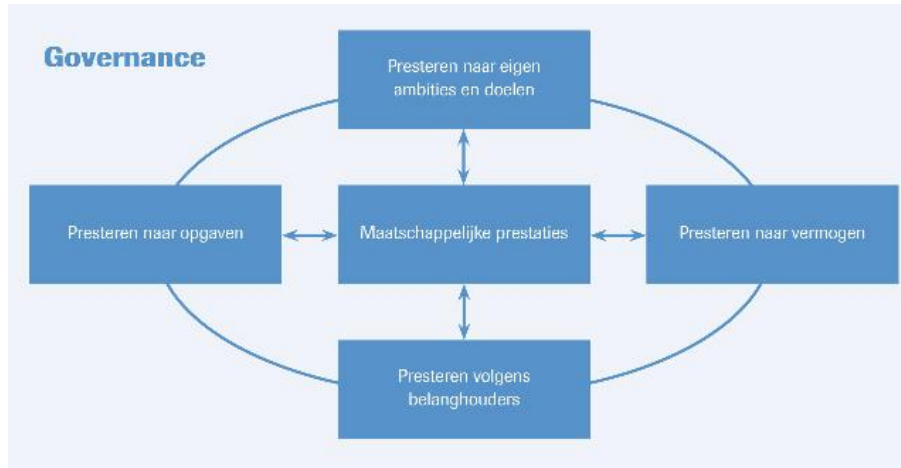 Governance
Presteren naar eigen
ambities en doelen
Presteren naar opgaven
Maatschappelijke prestaties
Presteren naar vermogen
Presteren volgens
belanghouders